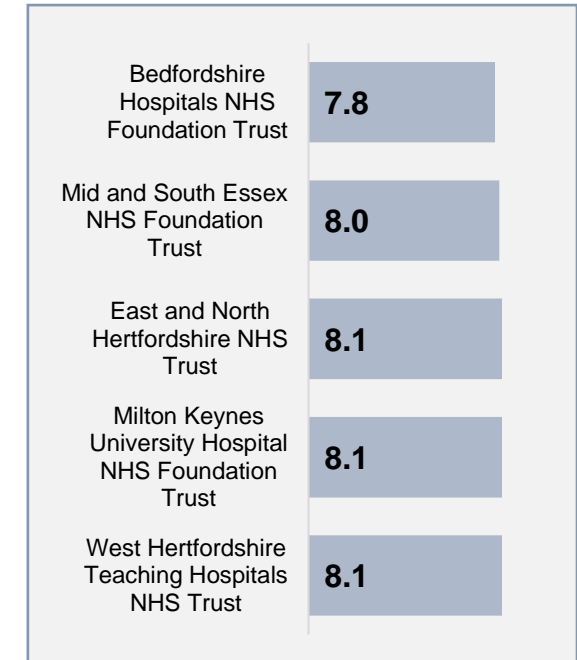 Bedfordshire
Hospitals NHS
Foundation Trust
7.8
Mid and South Essex
NHS Foundation
Trust
8.0
East and North
Hertfordshire NHS
Trust
8.1
Milton Keynes
University Hospital
NHS Foundation
Trust
8.1
West Hertfordshire
Teaching Hospitals
NHS Trust
8.1